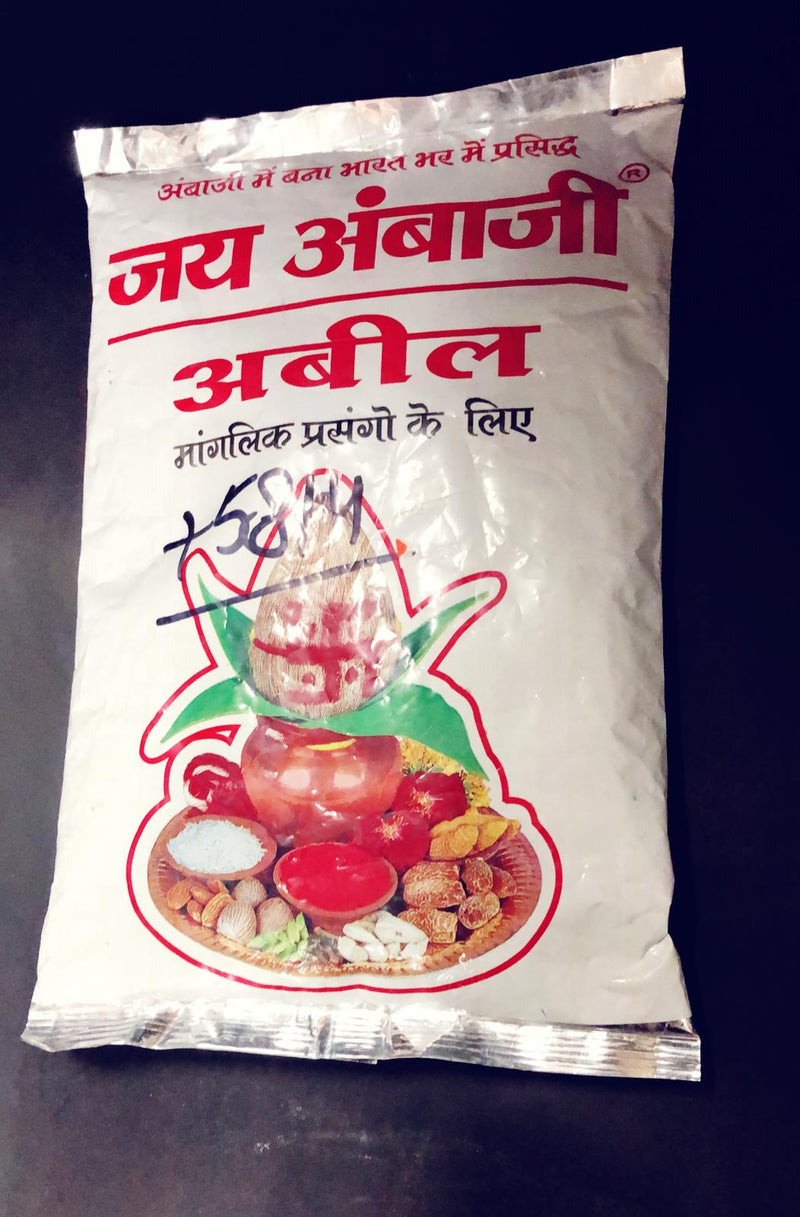 अंबाजी में बना भारत भर में प्रसिद्ध
जय अंबाजी ®
अबील
मांगलिक प्रसंगो के लिए